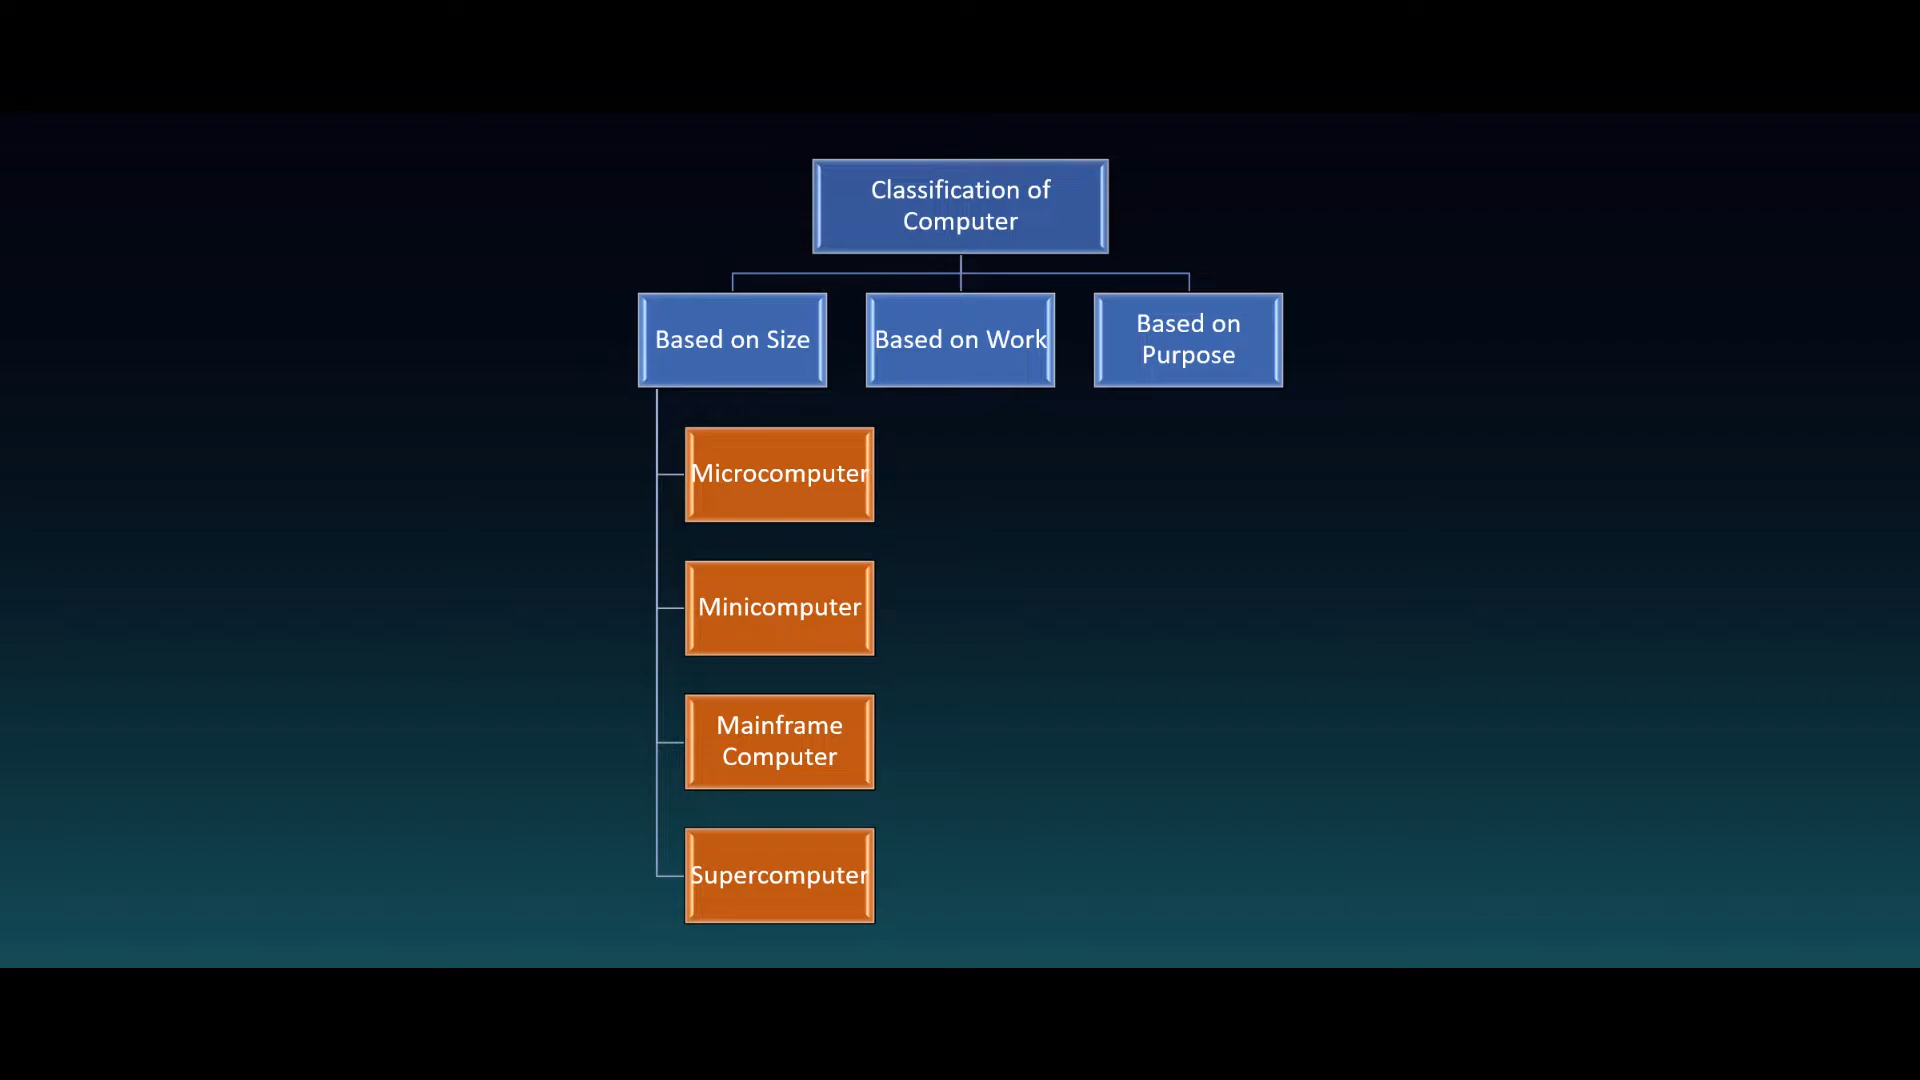 Classification of
Computer
Based on Size
Based on Work
Based on
Purpose
Microcomputer
Minicomputer
Mainframe
Computer
Supercomputer